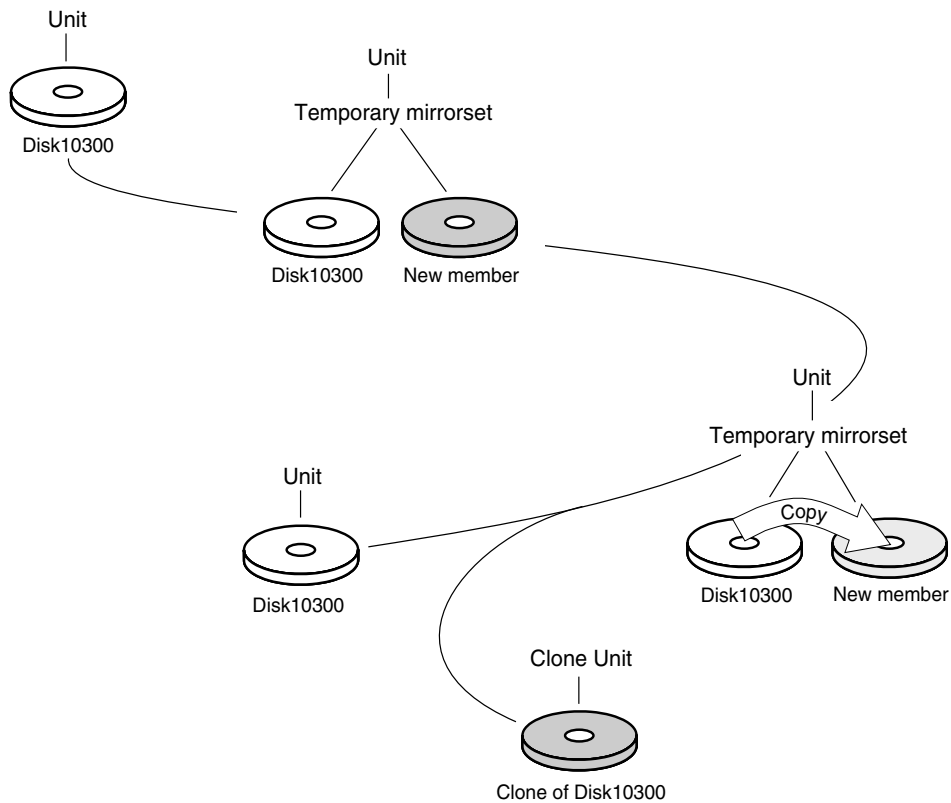 Unit
Disk10300
Unit
Temporary mirrorset
Disk10300
New member
Unit
Temporary mirrorset
Copy
Disk10300
New member
Unit
Disk10300
Clone Unit
Clone of Disk10300